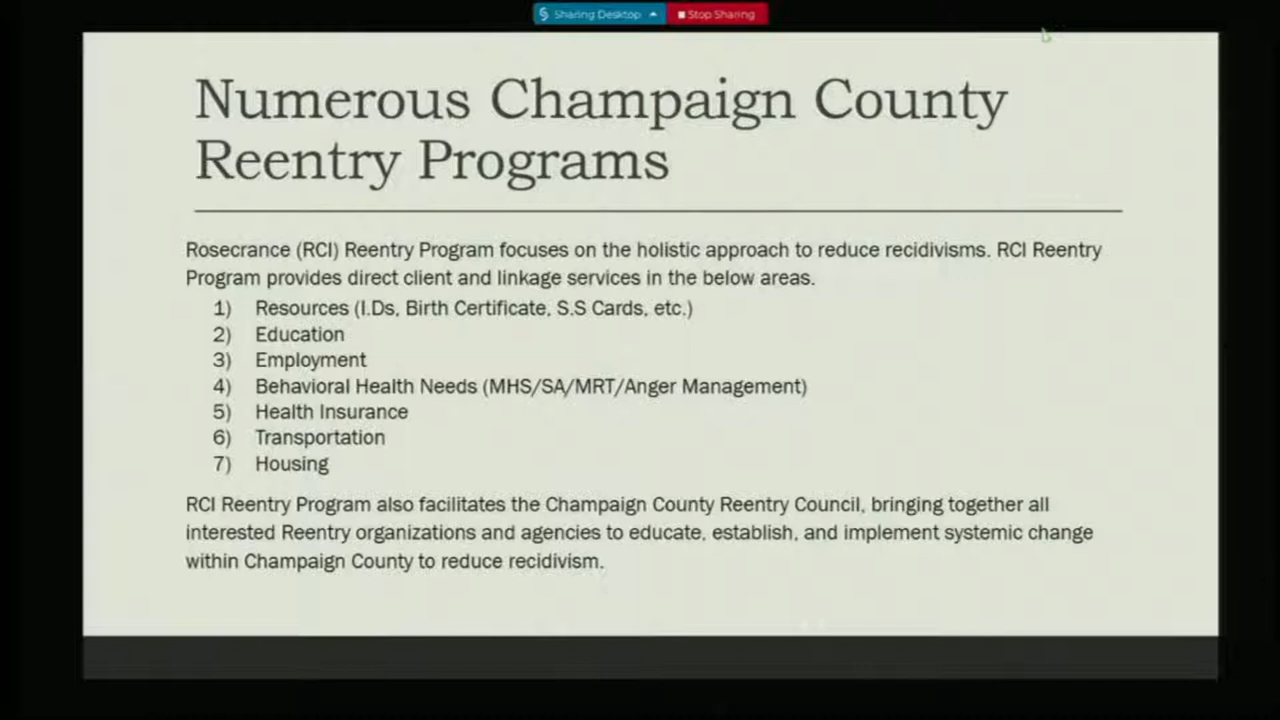 Sharing Desktop
Stop Sharing
Numerous Champaign County
Reentry Programs
Rosecrance (RCI) Reentry Program focuses on the holistic approach to reduce recidivisms. RCI Reentry
Program provides direct client and linkage services in the below areas.
1) Resources (I.Ds, Birth Certificate, S.S Cards, etc.)
2) Education
3) Employment
4) Behavioral Health Needs (MHS/SA/MRT/Anger Management)
5) Health Insurance
6) Transportation
7) Housing
RCI Reentry Program also facilitates the Champaign County Reentry Council, bringing together all
interested Reentry organizations and agencies to educate, establish, and implement systemic change
within Champaign County to reduce recidivism.